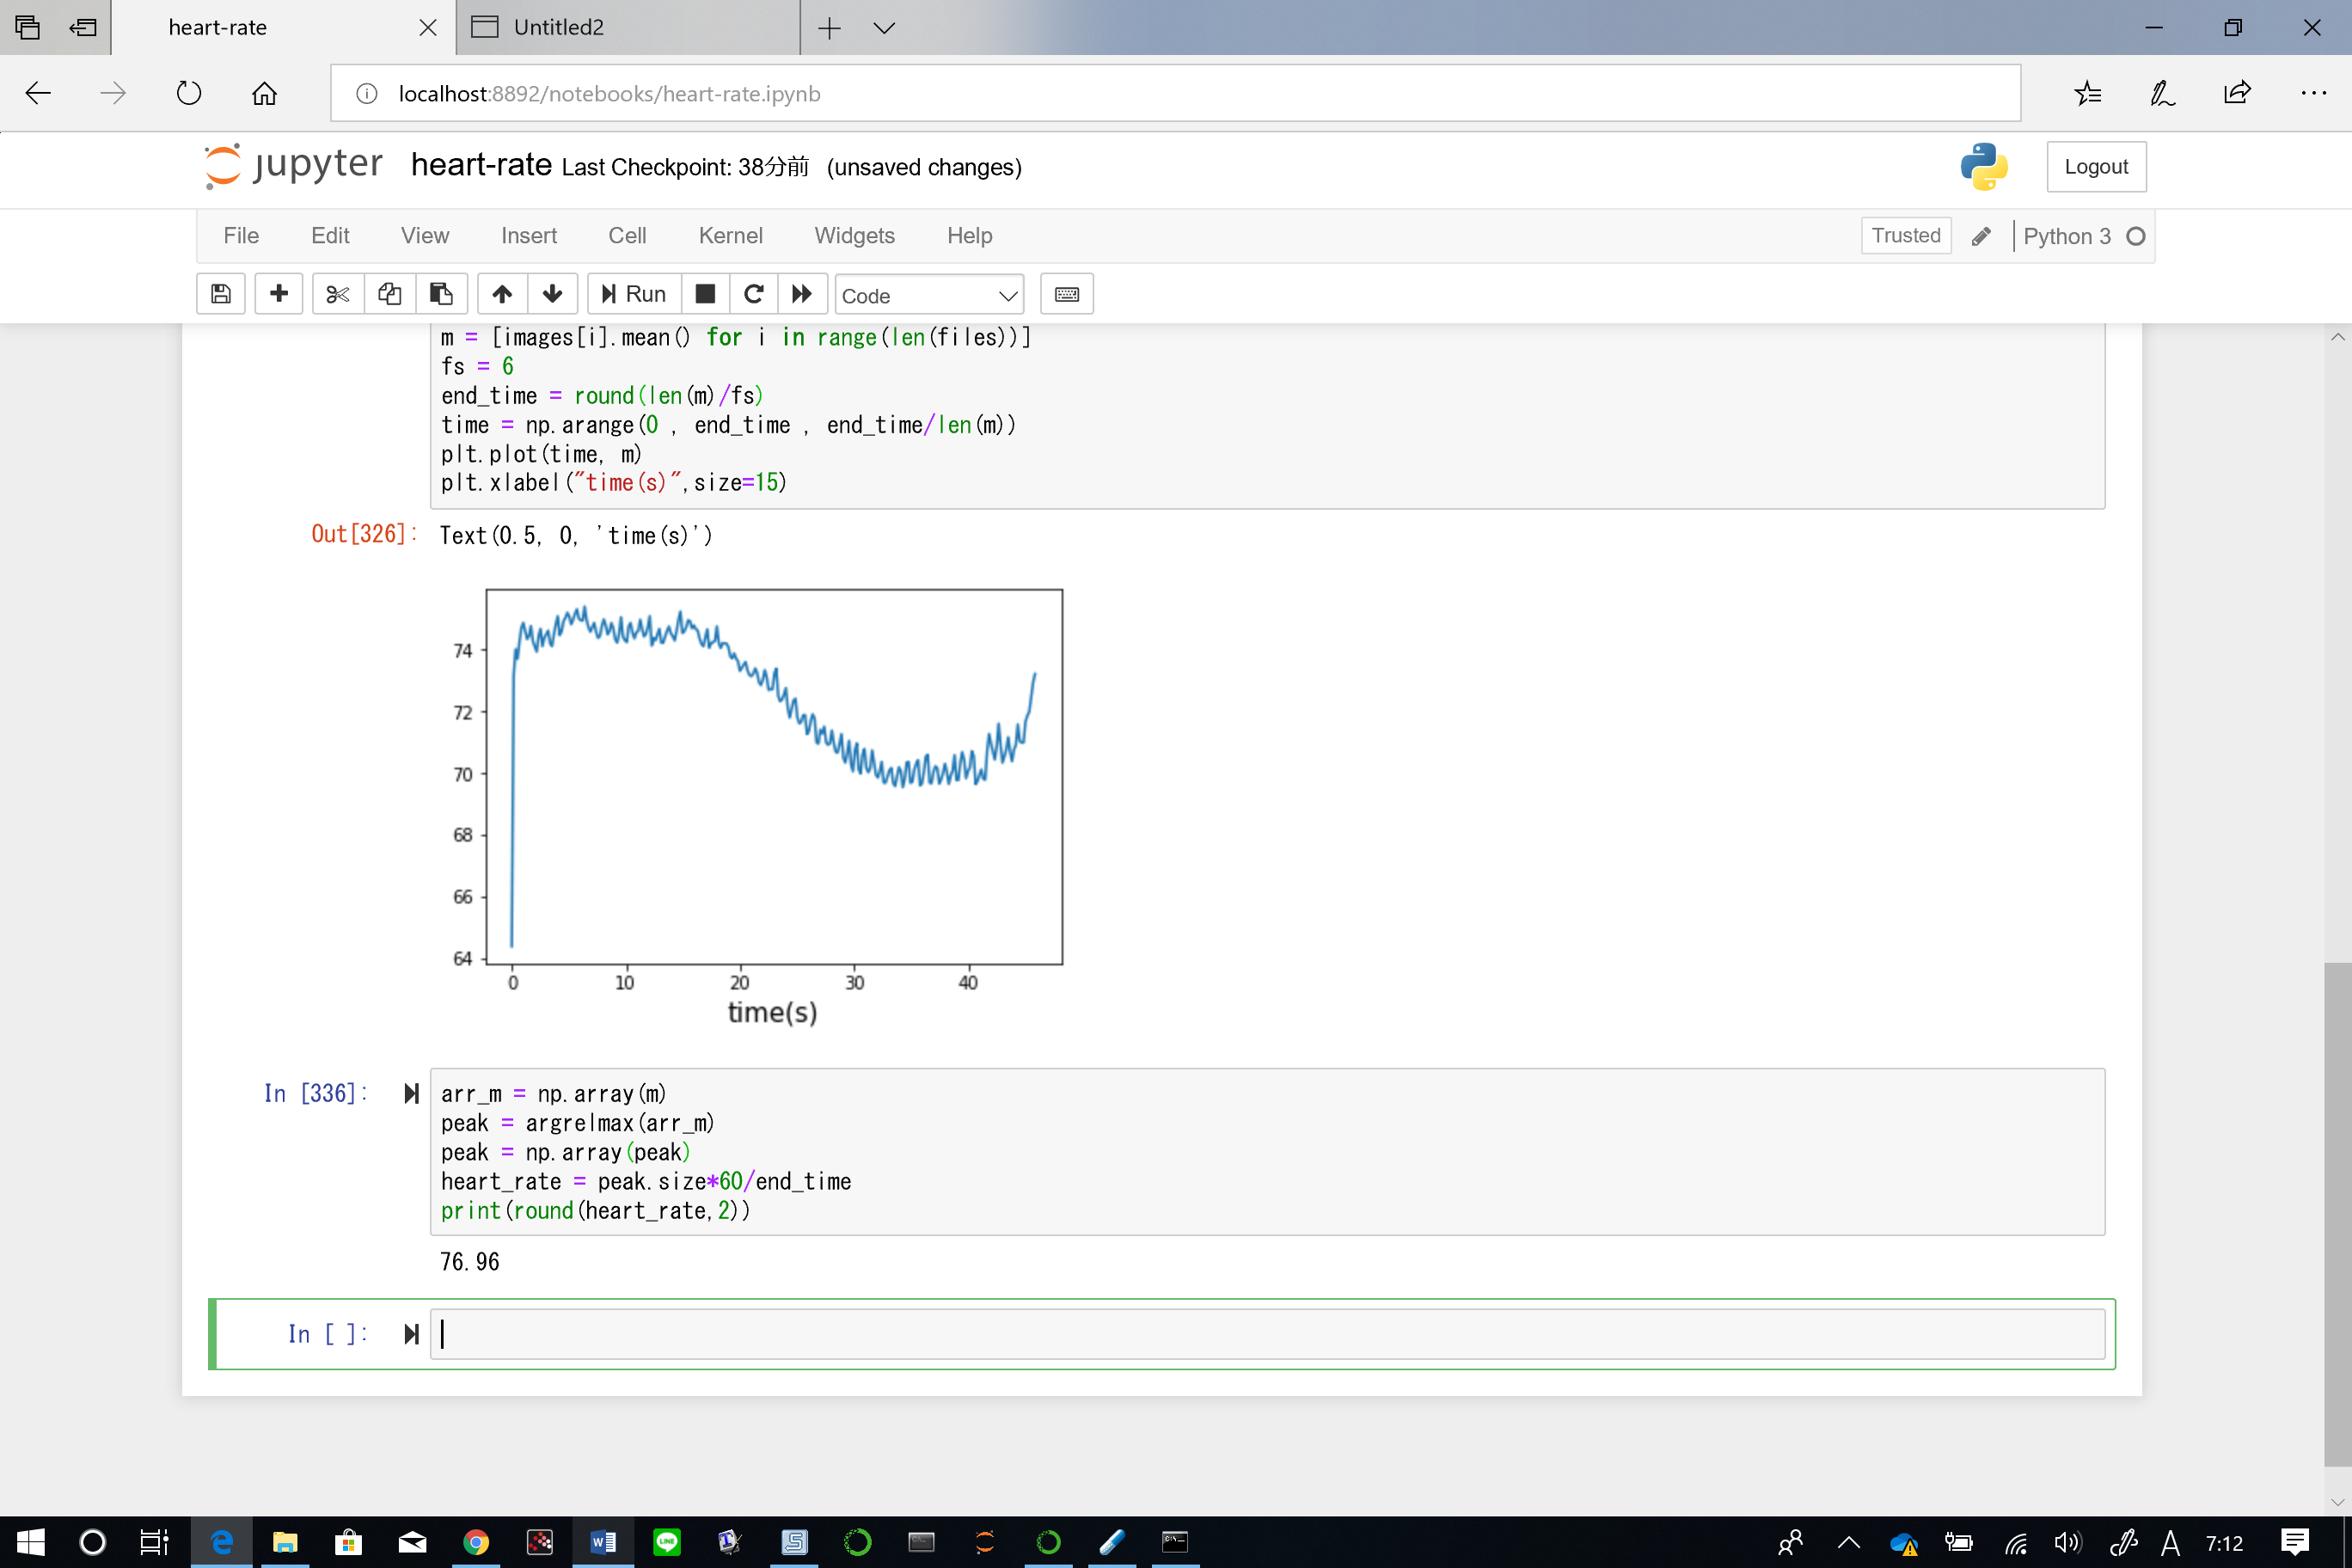 heart-rate
Untitled2
localhost:8892/notebooks/heart-rate.ipynb
jupyter heart-rate Last Checkpoint: 38分前 (unsaved changes)
Logout
File Edit View Insert Cell Kernel Widgets Help
Trusted
Python 3
Run
Code
m = [images[i].mean() for i in range(len(files))]
fs = 6
end_time = round(len(m)/fs)
time = np.arange(0 , end_time , end_time/len(m))
plt.plot(time, m)
plt.xlabel("time(s)",size=15)
Out[326]: Text(0.5, 0, 'time(s)')
74
72
70
68
66
64
0 10 20 30 40
time(s)
In [336]: arr_m = np.array(m)
peak = argrelmax(arr_m)
peak = np.array(peak)
heart_rate = peak.size*60/end_time
print(round(heart_rate,2))
76.96
In [ ]:
A 7:12